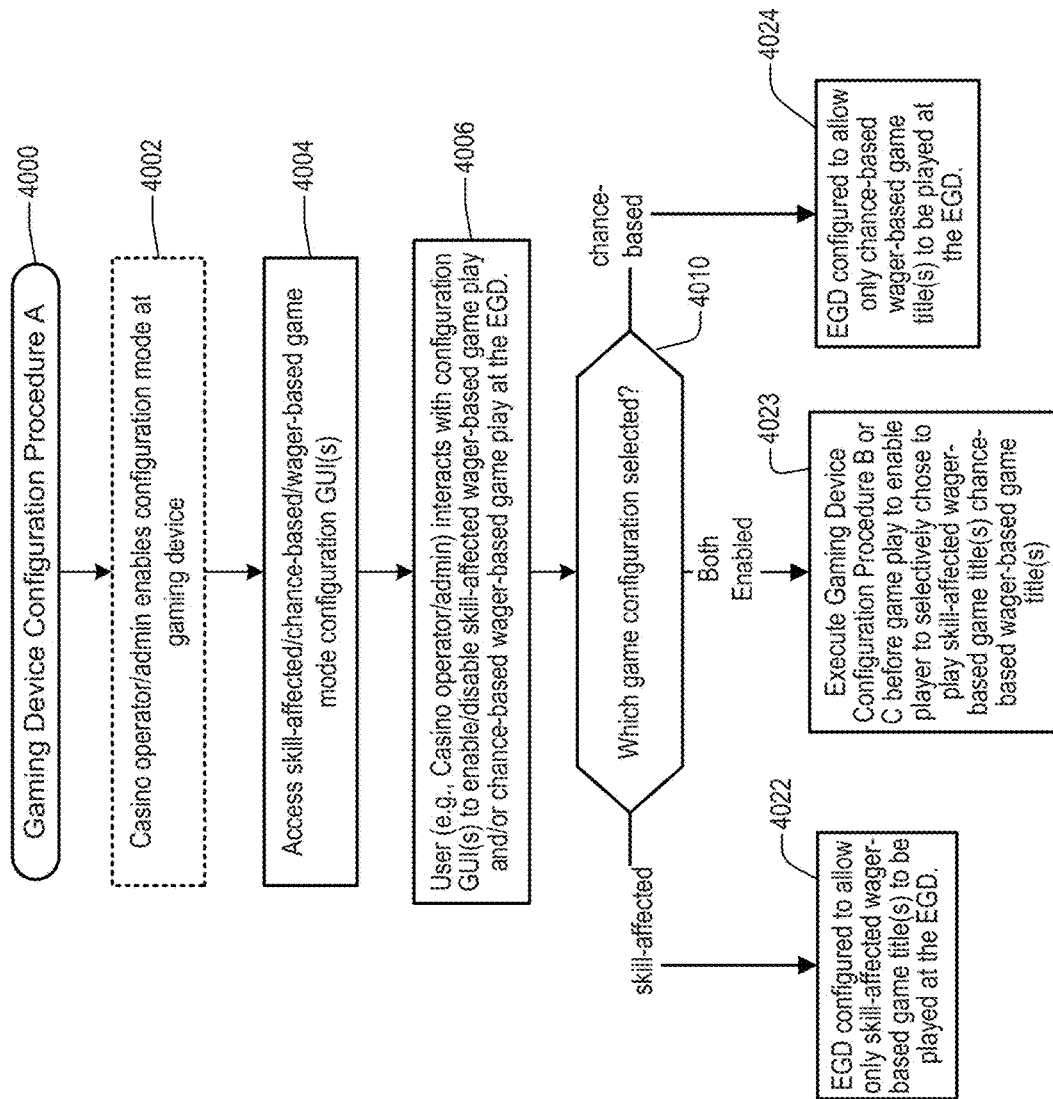 Gaming Device Configuration Procedure A
4000
Casino operator/admin enables configuration mode at
gaming device
4002
Access skill-affected/chance-based/wager-based game
mode configuration GUI(s)
4004
User (e.g., Casino operator/admin) interacts with configuration
GUI(s) to enable/disable skill-affected wager-based game play
and/or chance-based wager-based game play at the EGD.
4006
Which game configuration selected?
4010
skill-affected
Both
Enabled
chance-
based
EGD configured to allow
only skill-affected wager-
based game title(s) to be
played at the EGD.
4022
Execute Gaming Device
Configuration Procedure B or
C before game play to enable
player to selectively chose to
play skill-affected wager-
based game title(s) chance-
based wager-based game
title(s)
4023
EGD configured to allow
only chance-based
wager-based game
title(s) to be played at
the EGD.
4024